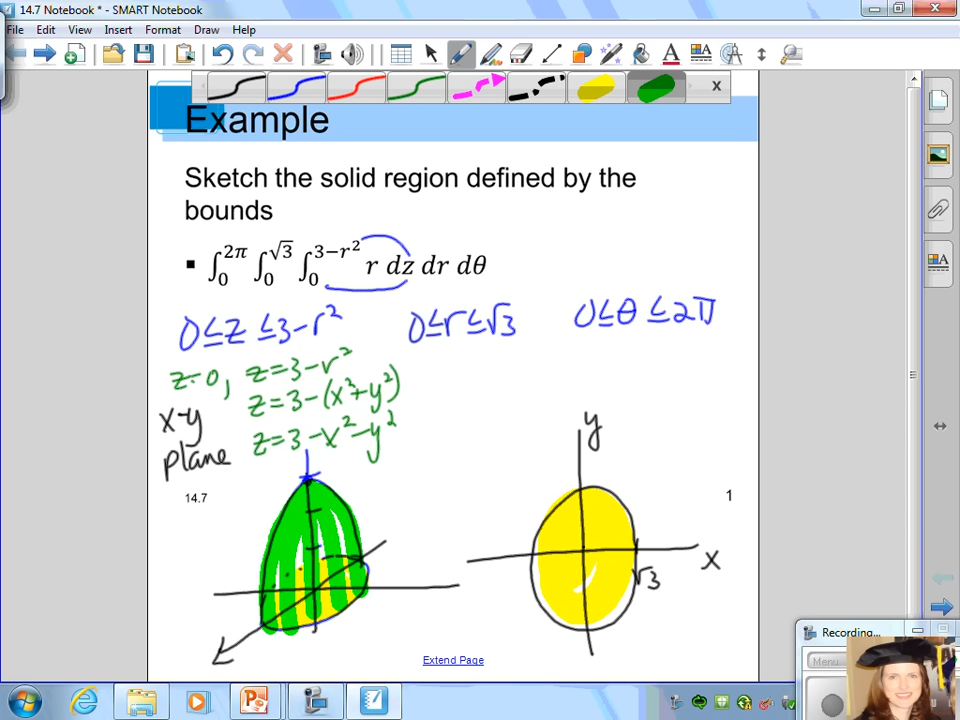 14.7 Notebook * - SMART Notebook
File Edit View Insert Format Draw Help
x
Example
Sketch the solid region defined by the
bounds
▪ ∫₀^{2π} ∫₀^{√3} ∫₀^{3−r²} r dz dr dθ
0≤z≤3-r² 0≤r≤√3 0≤θ≤2π
z=0, z=3-r²
z=3-(x²+y²)
x-y
z=3-x²-y²
plane
y
14.7
1
x
√3
Extend Page
Recording...
Menu